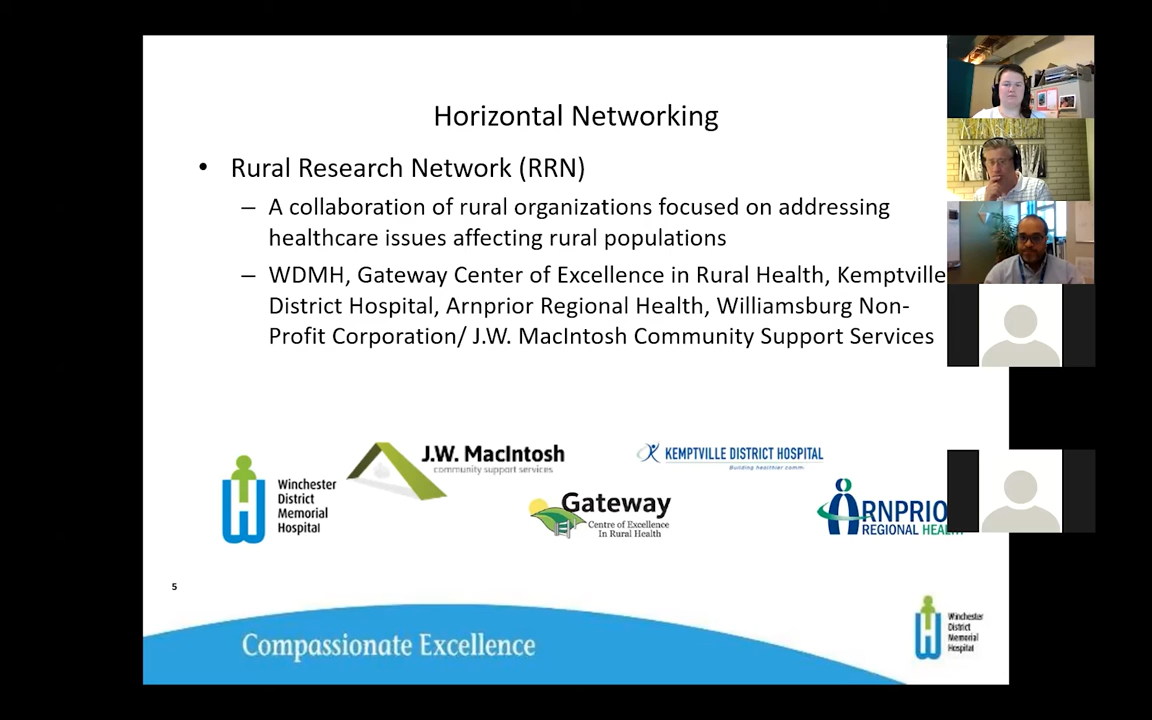 Horizontal Networking
• Rural Research Network (RRN)
– A collaboration of rural organizations focused on addressing
healthcare issues affecting rural populations
– WDMH, Gateway Center of Excellence in Rural Health, Kemptville
District Hospital, Arnprior Regional Health, Williamsburg Non-
Profit Corporation/ J.W. MacIntosh Community Support Services
J.W. MacIntosh
community support services
KEMPTVILLE DISTRICT HOSPITAL
Building healthier comm
Winchester
District
Memorial
Hospital
Gateway
Centre of Excellence
In Rural Health
ARNPRIO
REGIONAL HEALTH
5
Compassionate Excellence
Winchester
District
Memorial
Hospital